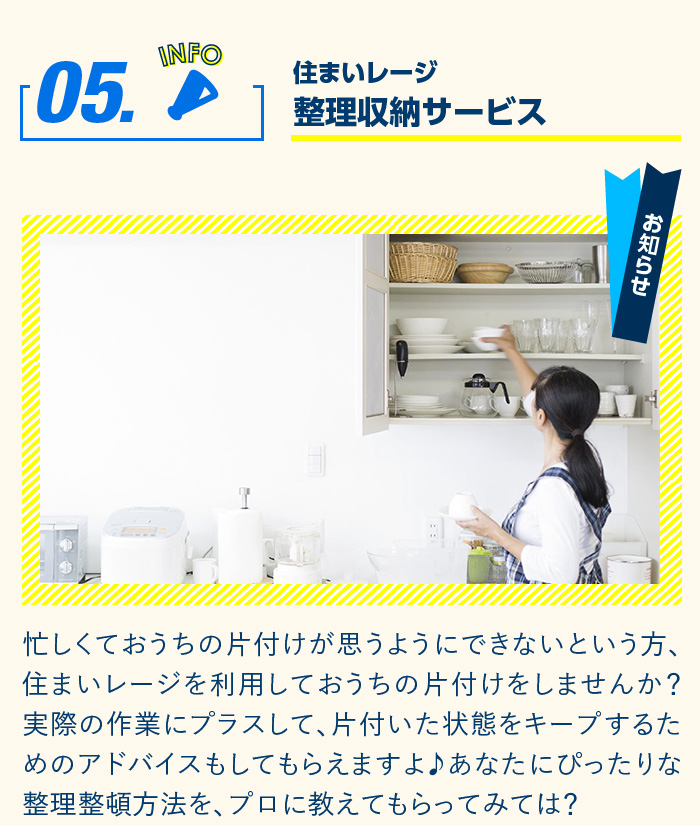 05.
INFO
住まいレージ
整理収納サービス
お知らせ
忙しくておうちの片付けが思うようにできないという方、
住まいレージを利用しておうちの片付けをしませんか?
実際の作業にプラスして、片付いた状態をキープするた
めのアドバイスもしてもらえますよ♪あなたにぴったりな
整理整頓方法を、プロに教えてもらってみては?